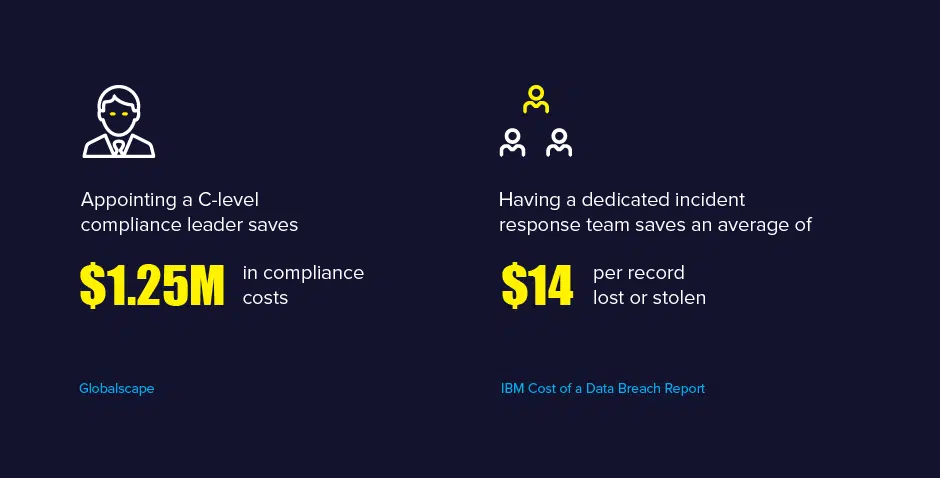 Appointing a C-level
compliance leader saves
$1.25M
in compliance
costs
Globalscape
Having a dedicated incident
response team saves an average of
$14
per record
lost or stolen
IBM Cost of a Data Breach Report